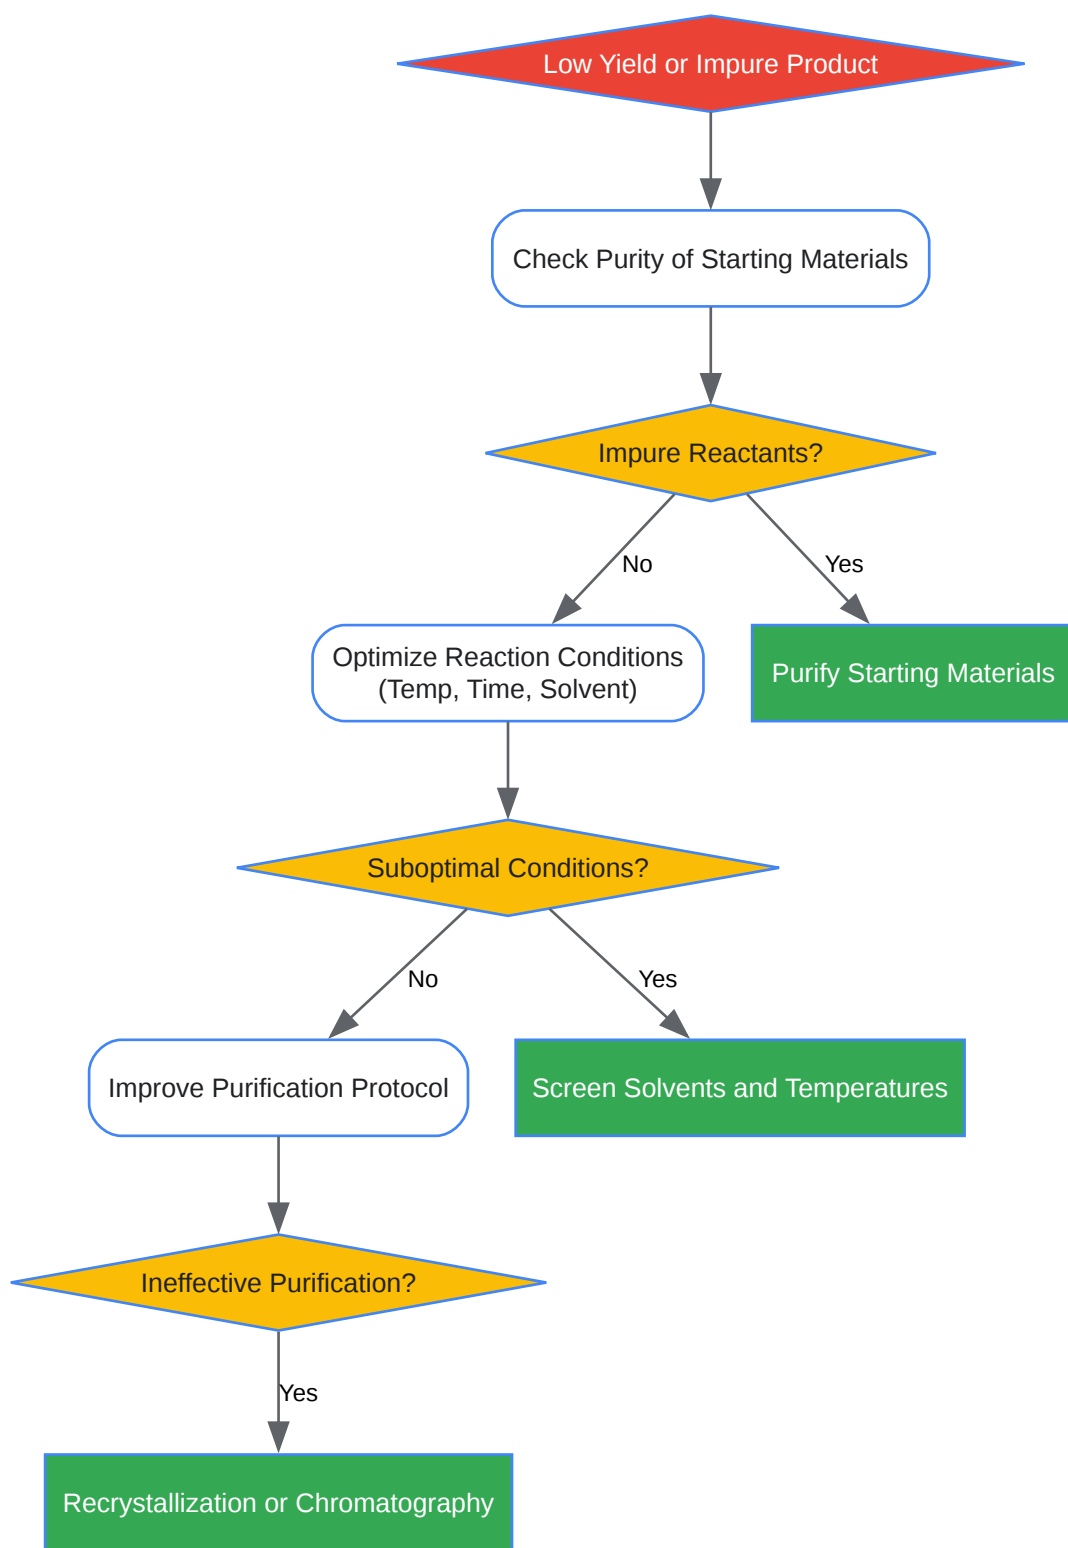 Low Yield or Impure Product
Check Purity of Starting Materials
Impure Reactants?
No
Yes
Optimize Reaction Conditions
(Temp, Time, Solvent)
Purify Starting Materials
Suboptimal Conditions?
No
Yes
Improve Purification Protocol
Screen Solvents and Temperatures
Ineffective Purification?
Yes
Recrystallization or Chromatography